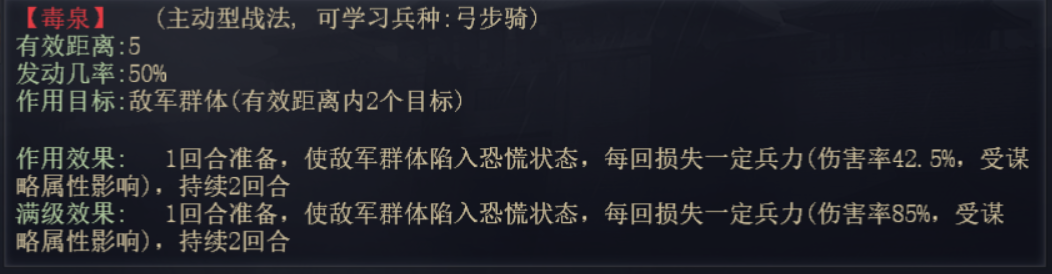 【毒泉】 (主动型战法, 可学习兵种:弓步骑)
有效距离:5
发动几率:50%
作用目标:敌军群体(有效距离内2个目标)
作用效果: 1回合准备，使敌军群体陷入恐慌状态，每回损失一定兵力(伤害率42.5%，受谋
略属性影响)，持续2回合
满级效果: 1回合准备，使敌军群体陷入恐慌状态，每回损失一定兵力(伤害率85%，受谋
略属性影响)，持续2回合